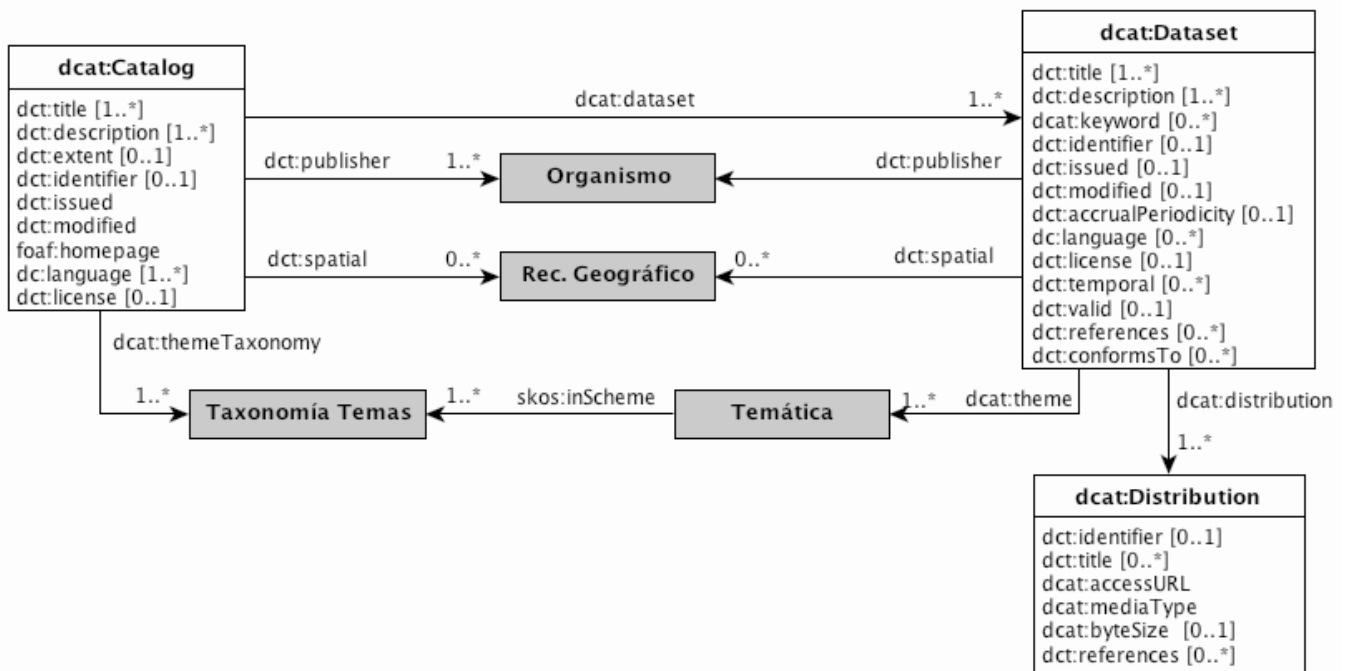 dcat:Catalog
dct:title [1..*]
dct:description [1..*]
dct:extent [0..1]
dct:identifier [0..1]
dct:issued
dct:modified
foaf:homepage
dc:language [1..*]
dct:license [0..1]
dcat:dataset
1..*
dct:publisher
1..*
Organismo
dct:publisher
dct:spatial
0..*
Rec. Geográfico
0..*
dct:spatial
dcat:themeTaxonomy
1..*
Taxonomía Temas
1..*
skos:inScheme
Temática
1..*
dcat:theme
dcat:Dataset
dct:title [1..*]
dct:description [1..*]
dcat:keyword [0..*]
dct:identifier [0..1]
dct:issued [0..1]
dct:modified [0..1]
dct:accrualPeriodicity [0..1]
dc:language [0..*]
dct:license [0..1]
dct:temporal [0..*]
dct:valid [0..1]
dct:references [0..*]
dct:conformsTo [0..*]
dcat:distribution
1..*
dcat:Distribution
dct:identifier [0..1]
dct:title [0..*]
dcat:accessURL
dcat:mediaType
dcat:byteSize [0..1]
dct:references [0..*]